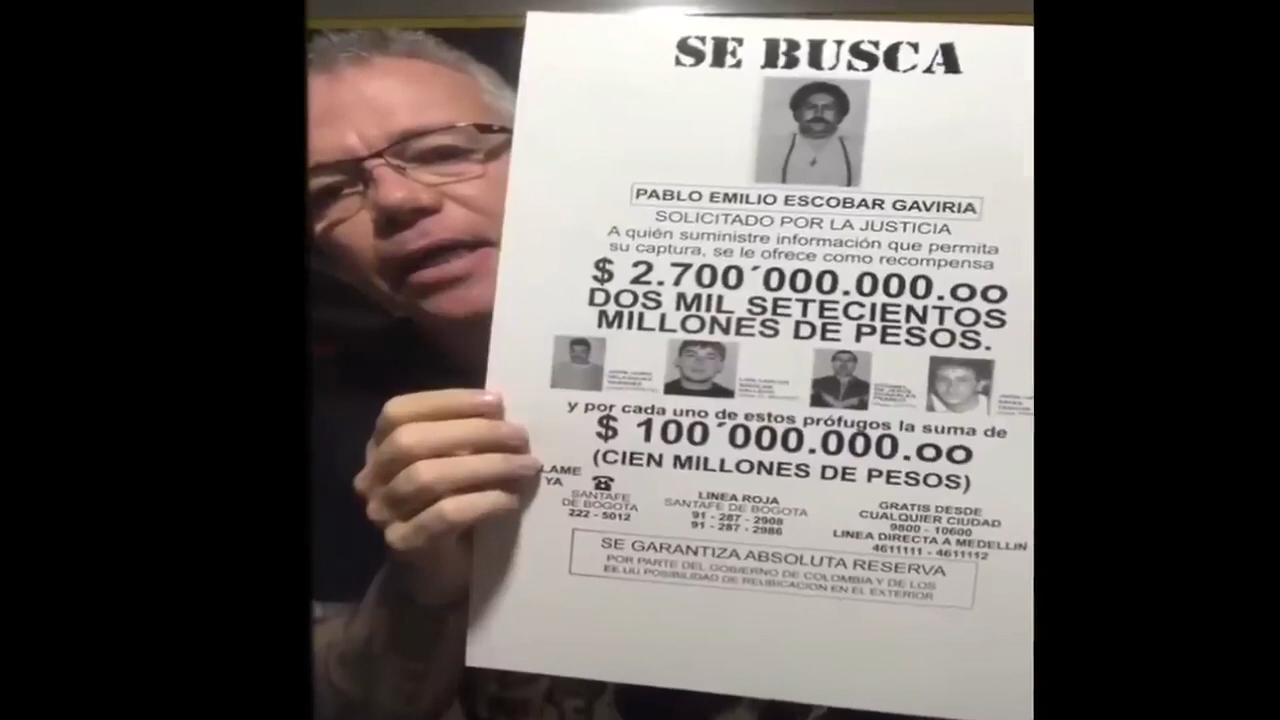 SE BUSCA
PABLO EMILIO ESCOBAR GAVIRIA
SOLICITADO POR LA JUSTICIA
A quién suministre información que permita
su captura, se le ofrece como recompensa
$ 2.700´000.000.oo
DOS MIL SETECIENTOS
MILLONES DE PESOS.
y por cada uno de estos prófugos la suma de
$ 100´000.000.oo
(CIEN MILLONES DE PESOS)
LAME
YA
SANTAFE
DE BOGOTA
222 - 5012
LINEA ROJA
SANTAFE DE BOGOTA
91 - 287 - 2908
91 - 287 - 2986
GRATIS DESDE
CUALQUIER CIUDAD
9800 - 10600
LINEA DIRECTA A MEDELLIN
4611111 - 4611112
SE GARANTIZA ABSOLUTA RESERVA
POR PARTE DEL GOBIERNO DE COLOMBIA Y DE LOS
EE.UU POSIBILIDAD DE REUBICACION EN EL EXTERIOR